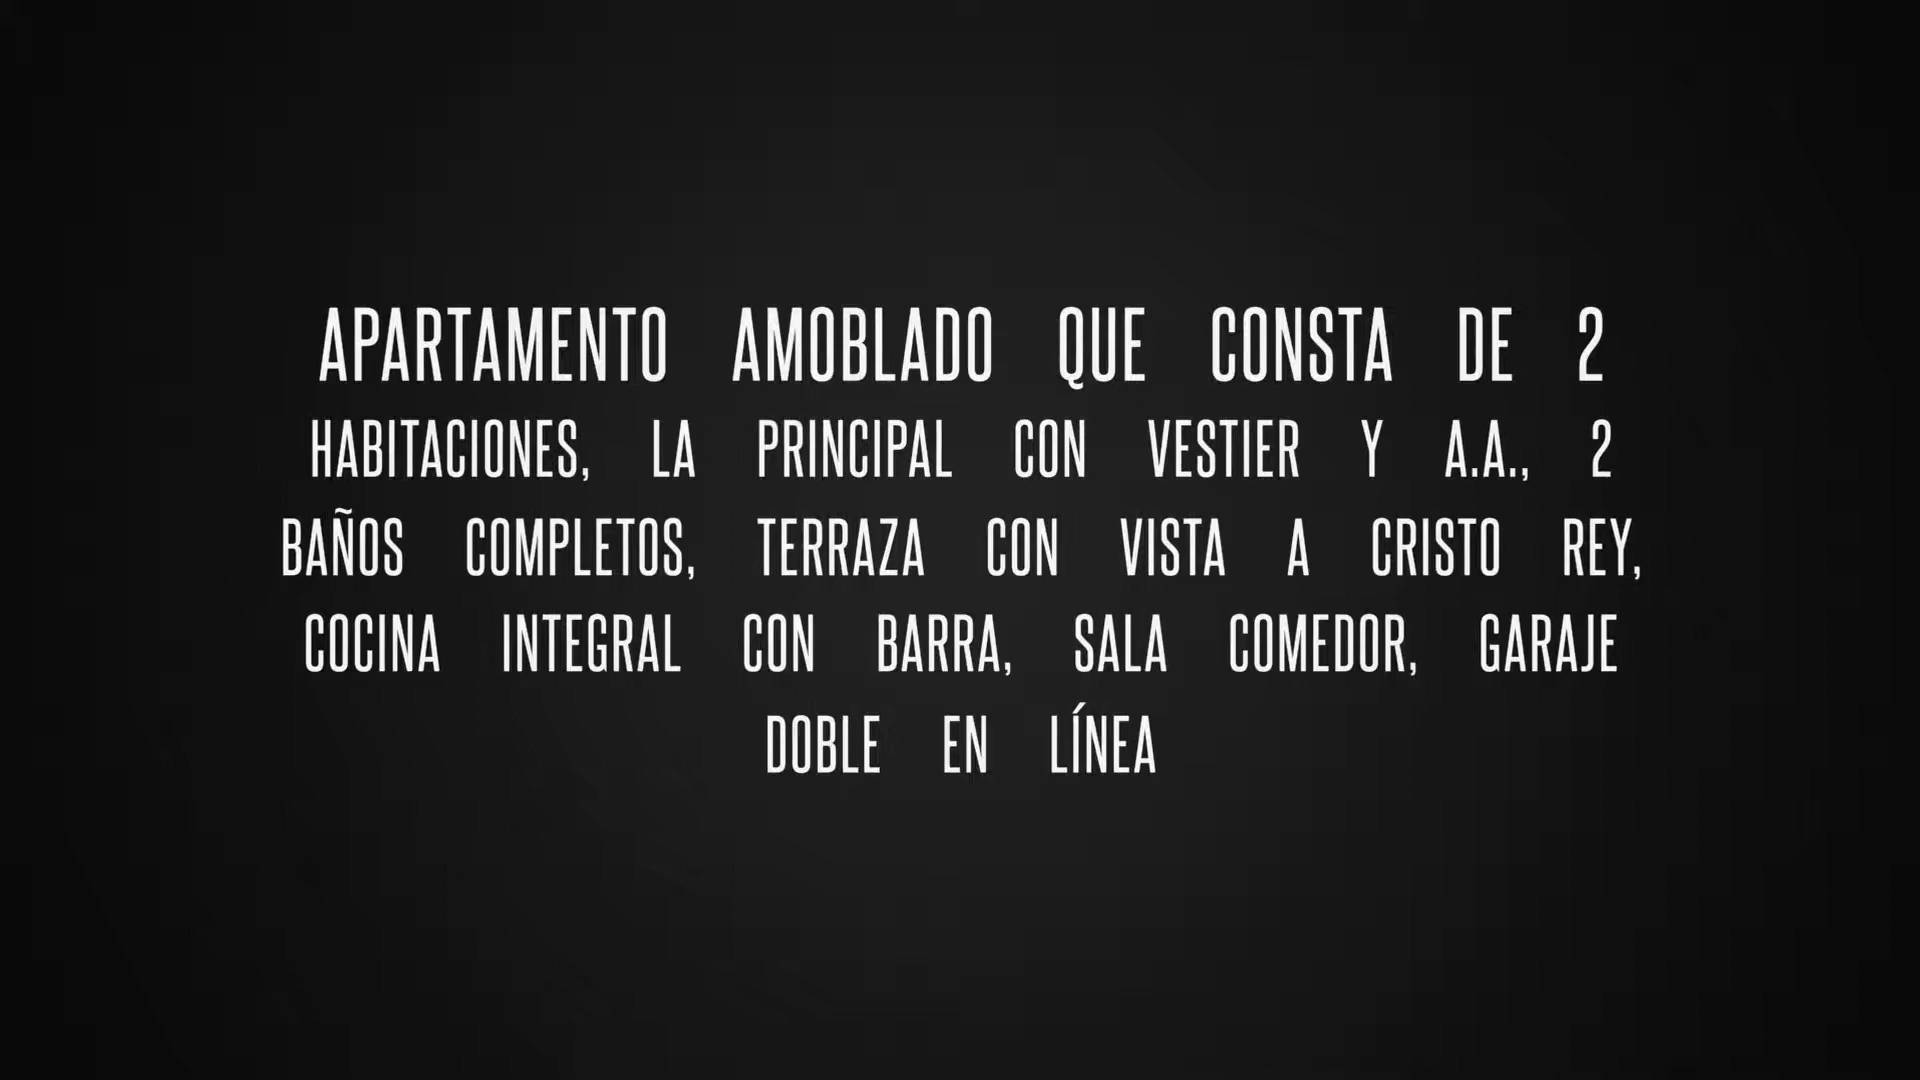 APARTAMENTO AMOBLADO QUE CONSTA DE 2
HABITACIONES, LA PRINCIPAL CON VESTIER Y A.A., 2
BAÑOS COMPLETOS, TERRAZA CON VISTA A CRISTO REY,
COCINA INTEGRAL CON BARRA, SALA COMEDOR, GARAJE
DOBLE EN LÍNEA